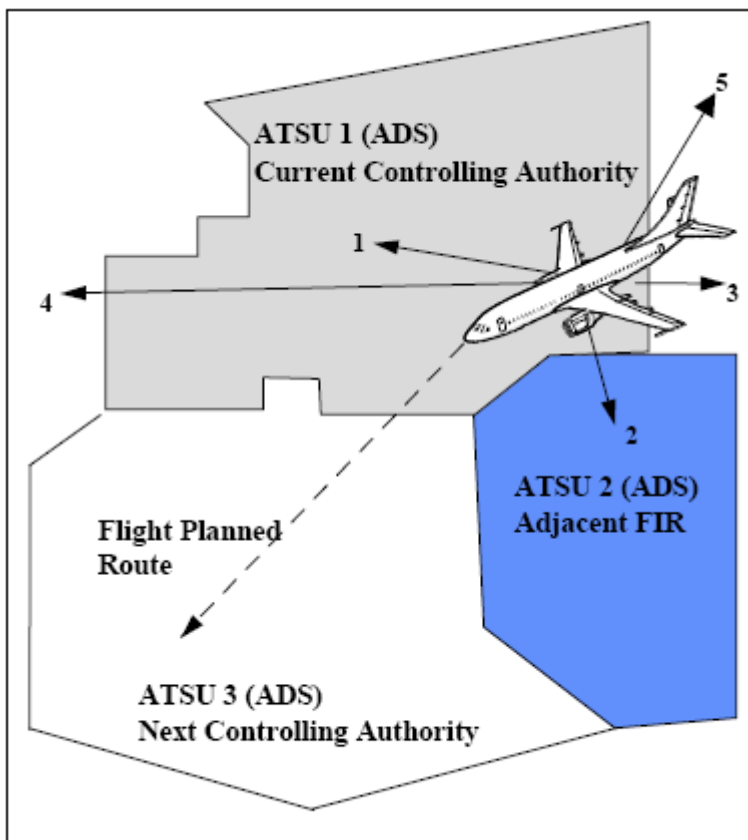 5
ATSU 1 (ADS)
Current Controlling Authority
1
4
3
2
ATSU 2 (ADS)
Adjacent FIR
Flight Planned
Route
ATSU 3 (ADS)
Next Controlling Authority